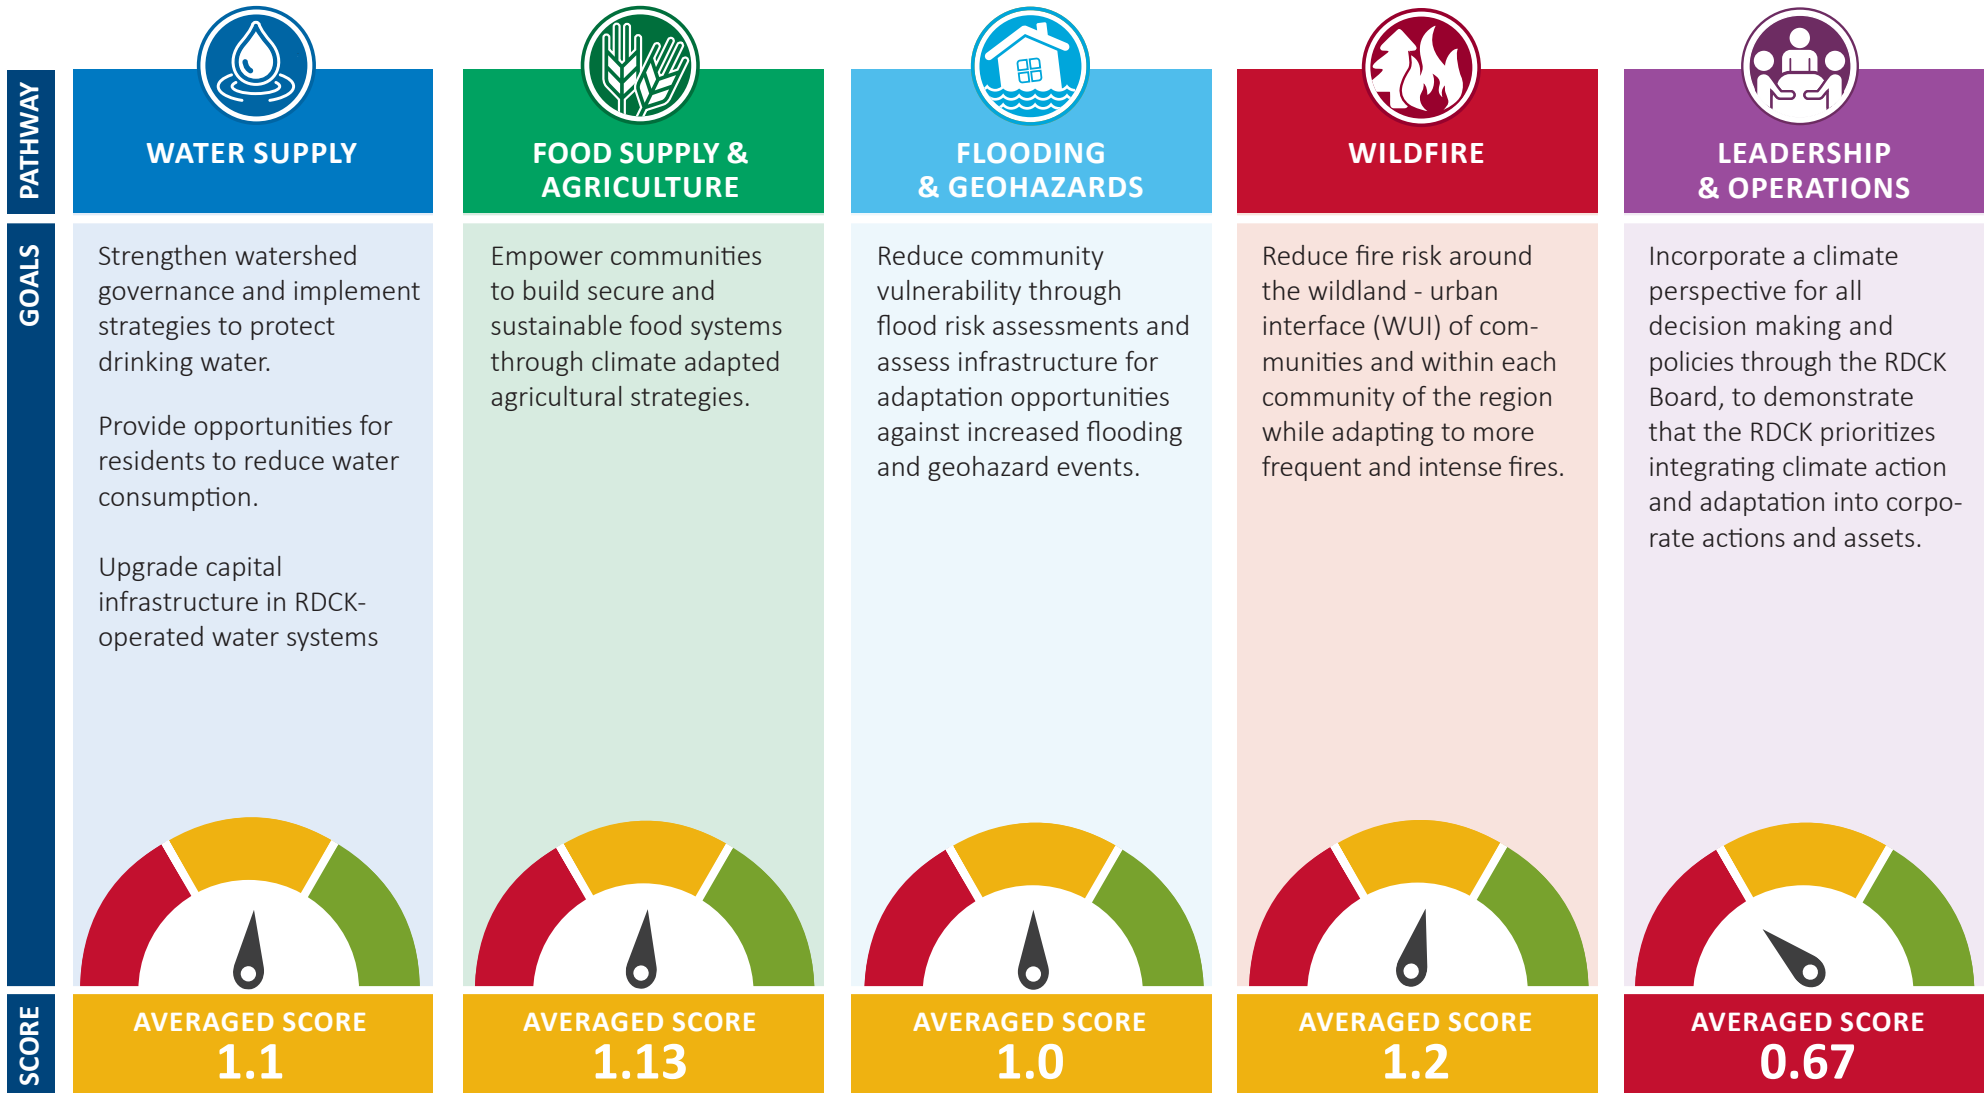 PATHWAY
WATER SUPPLY
FOOD SUPPLY &
AGRICULTURE
FLOODING
& GEOHAZARDS
WILDFIRE
LEADERSHIP
& OPERATIONS
GOALS
Strengthen watershed
governance and implement
strategies to protect
drinking water.
Provide opportunities for
residents to reduce water
consumption.
Upgrade capital
infrastructure in RDCK-
operated water systems
Empower communities
to build secure and
sustainable food systems
through climate adapted
agricultural strategies.
Reduce community
vulnerability through
flood risk assessments and
assess infrastructure for
adaptation opportunities
against increased flooding
and geohazard events.
Reduce fire risk around
the wildland - urban
interface (WUI) of com-
munities and within each
community of the region
while adapting to more
frequent and intense fires.
Incorporate a climate
perspective for all
decision making and
policies through the RDCK
Board, to demonstrate
that the RDCK prioritizes
integrating climate action
and adaptation into corpo-
rate actions and assets.
SCORE
AVERAGED SCORE
1.1
AVERAGED SCORE
1.13
AVERAGED SCORE
1.0
AVERAGED SCORE
1.2
AVERAGED SCORE
0.67